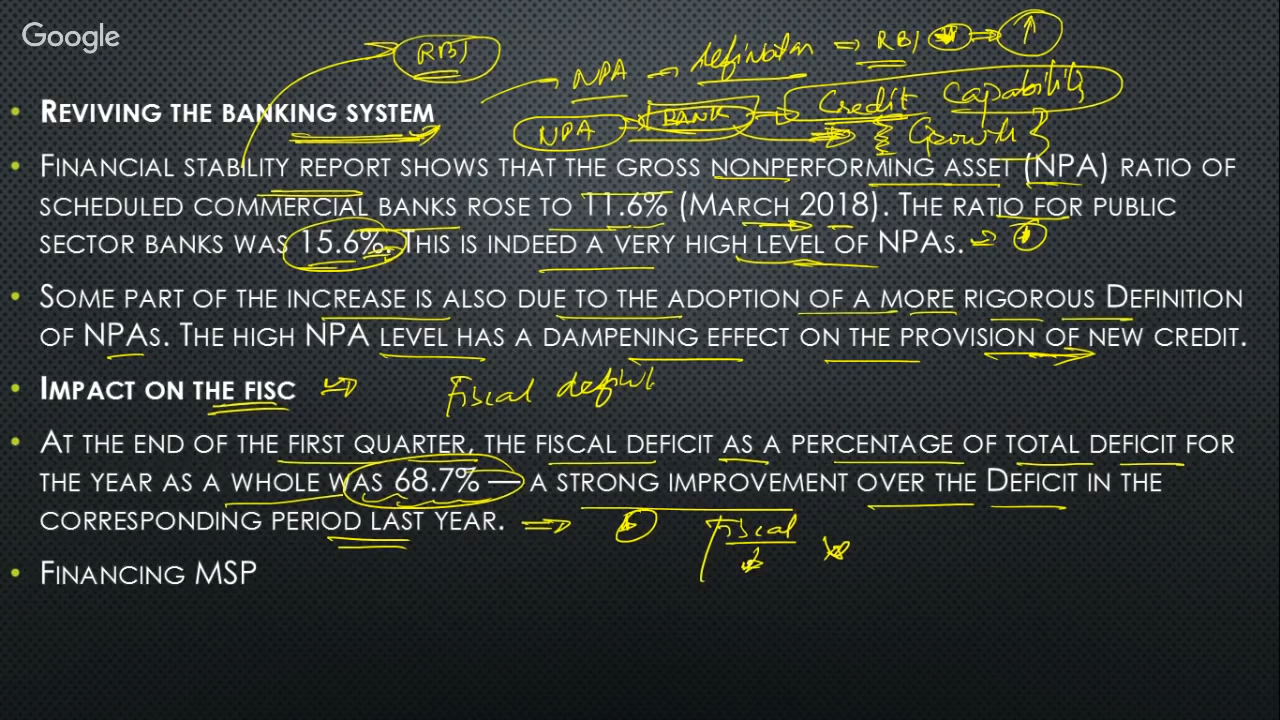 Google
RBI
NPA → definition ⇒ RBI
NPA → BANK → Credit capability
Growth
• REVIVING THE BANKING SYSTEM
• FINANCIAL STABILITY REPORT SHOWS THAT THE GROSS NONPERFORMING ASSET (NPA) RATIO OF
SCHEDULED COMMERCIAL BANKS ROSE TO 11.6% (MARCH 2018). THE RATIO FOR PUBLIC
SECTOR BANKS WAS 15.6%. THIS IS INDEED A VERY HIGH LEVEL OF NPAS.
• SOME PART OF THE INCREASE IS ALSO DUE TO THE ADOPTION OF A MORE RIGOROUS DEFINITION
OF NPAS. THE HIGH NPA LEVEL HAS A DAMPENING EFFECT ON THE PROVISION OF NEW CREDIT.
• IMPACT ON THE FISC
Fiscal deficit
• AT THE END OF THE FIRST QUARTER, THE FISCAL DEFICIT AS A PERCENTAGE OF TOTAL DEFICIT FOR
THE YEAR AS A WHOLE WAS 68.7% — A STRONG IMPROVEMENT OVER THE DEFICIT IN THE
CORRESPONDING PERIOD LAST YEAR.
Fiscal
• FINANCING MSP